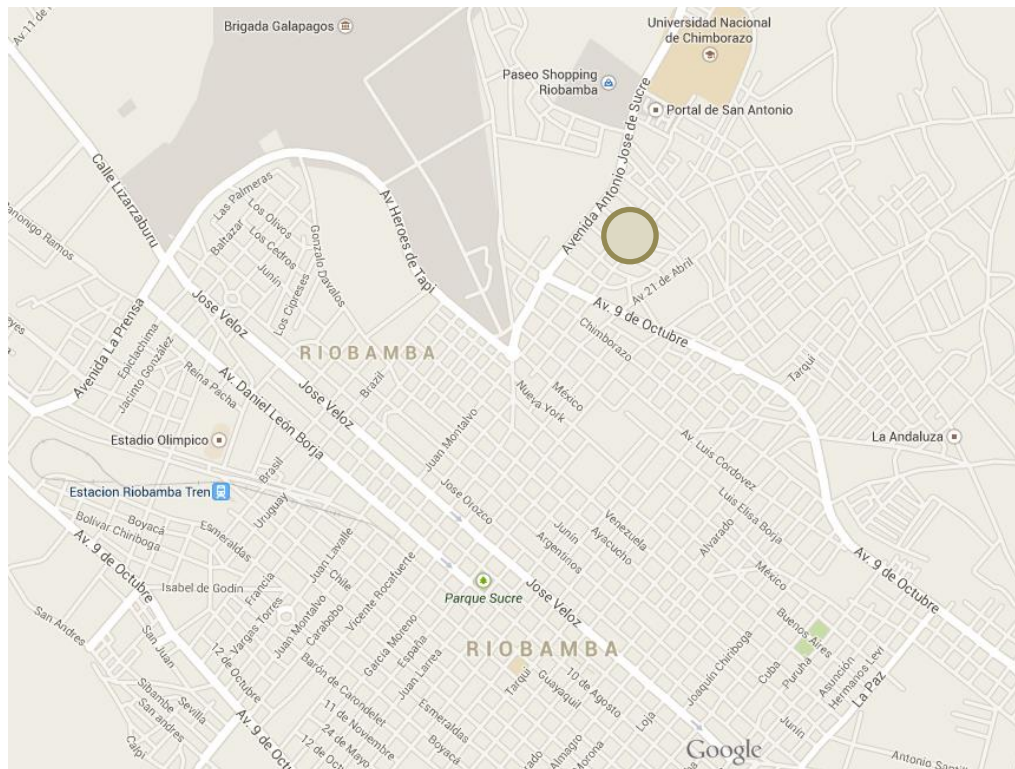 Av. 11 de
Brigada Galapagos
Universidad Nacional
de Chimborazo
Paseo Shopping
Riobamba
Portal de San Antonio
Avenida Antonio Jose de Sucre
Calle Lizarzaburu
Av Heroes de Tapi
Las Palmeras
Los Olivos
Baltazar
Los Cedros
Junín
Los Cipreses
Gonzalo Davalos
Ramos
Av 21 de Abril
Av. 9 de Octubre
Chimborazo
Jose Veloz
Avenida La Prensa
Epiclachima
Jacinto González
RIOBAMBA
Reina Pacha
Brazil
Tarqui
México
Nueva York
Av. Daniel León Borja
Jose Veloz
Juan Montalvo
Estadio Olimpico
La Andaluza
Av. Luis Cordovez
Brasil
Estacion Riobamba Tren
Uruguay
Jose Orozco
Luis Elisa Borja
Boyacá
Bolivar Chiriboga
Esmeraldas
Juan Lavalle
Junín
Argentinos
Venezuela
Ayacucho
Alvarado
Av. 9 de Octubre
Av. 9 de Octubre
Isabel de Godín
Francia
Chile
Vicente Rocafuerte
Parque Sucre
Jose Veloz
México
Vargas Torres
Juan Montalvo
Carabobo
García Moreno
España
Juan Larrea
Buenos Aires
San Andres
San Juan
12 de Octubre
RIOBAMBA
Joaquín Chiriboga
Cuba
Puruha
Asunción
Hermanos Levi
La Paz
Barón de Carondelet
Tarqui
Guayaquil
10 de Agosto
Sibambe
San andres
Sevilla
Av. 9 de Octubre
11 de Noviembre
24 de Mayo
12 de
Esmeraldas
Boyacá
Loja
Junín
Calpi
Almagro
Morona
Google
Antonio